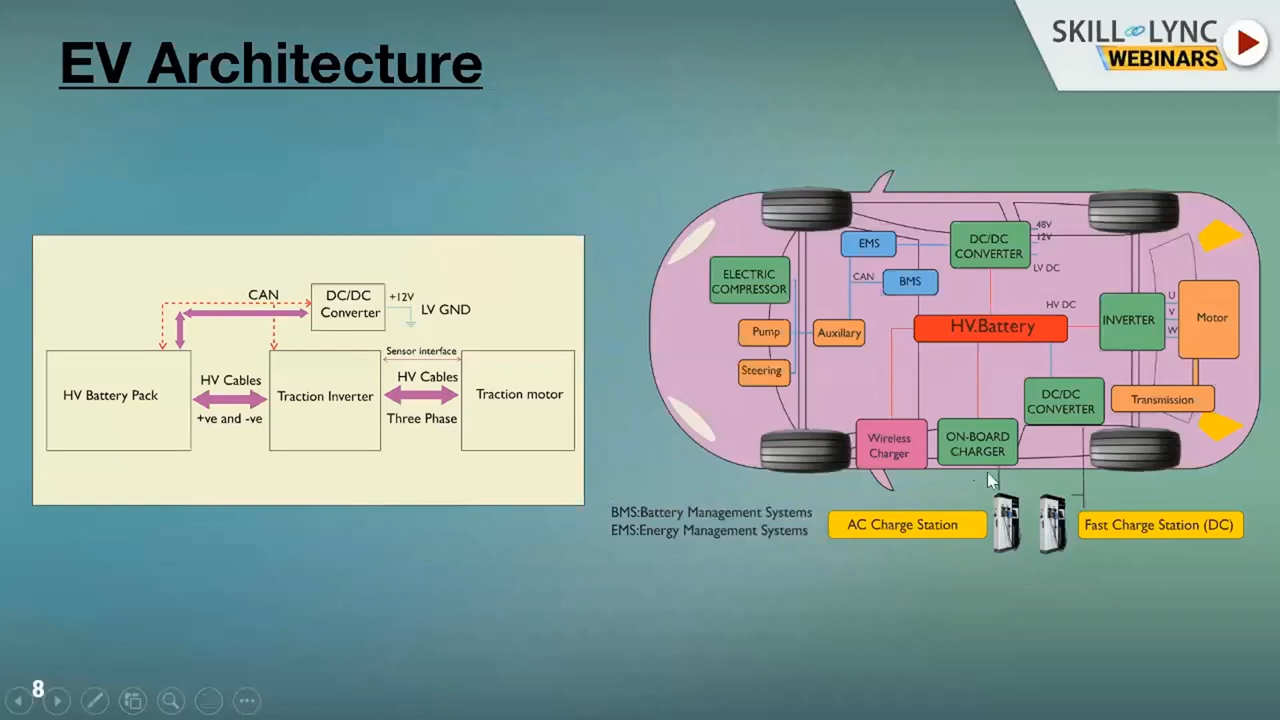 EV Architecture
SKILL LYNC
WEBINARS
CAN
DC/DC
Converter
+12V
LV GND
HV Battery Pack
HV Cables
+ve and -ve
Traction Inverter
Sensor interface
HV Cables
Three Phase
Traction motor
EMS
CAN
BMS
DC/DC
CONVERTER
48V
12V
LV DC
ELECTRIC
COMPRESSOR
Pump
Steering
Auxillary
HV.Battery
HV DC
INVERTER
U
V
W
Motor
Transmission
DC/DC
CONVERTER
Wireless
Charger
ON-BOARD
CHARGER
BMS:Battery Management Systems
EMS:Energy Management Systems
AC Charge Station
Fast Charge Station (DC)
8